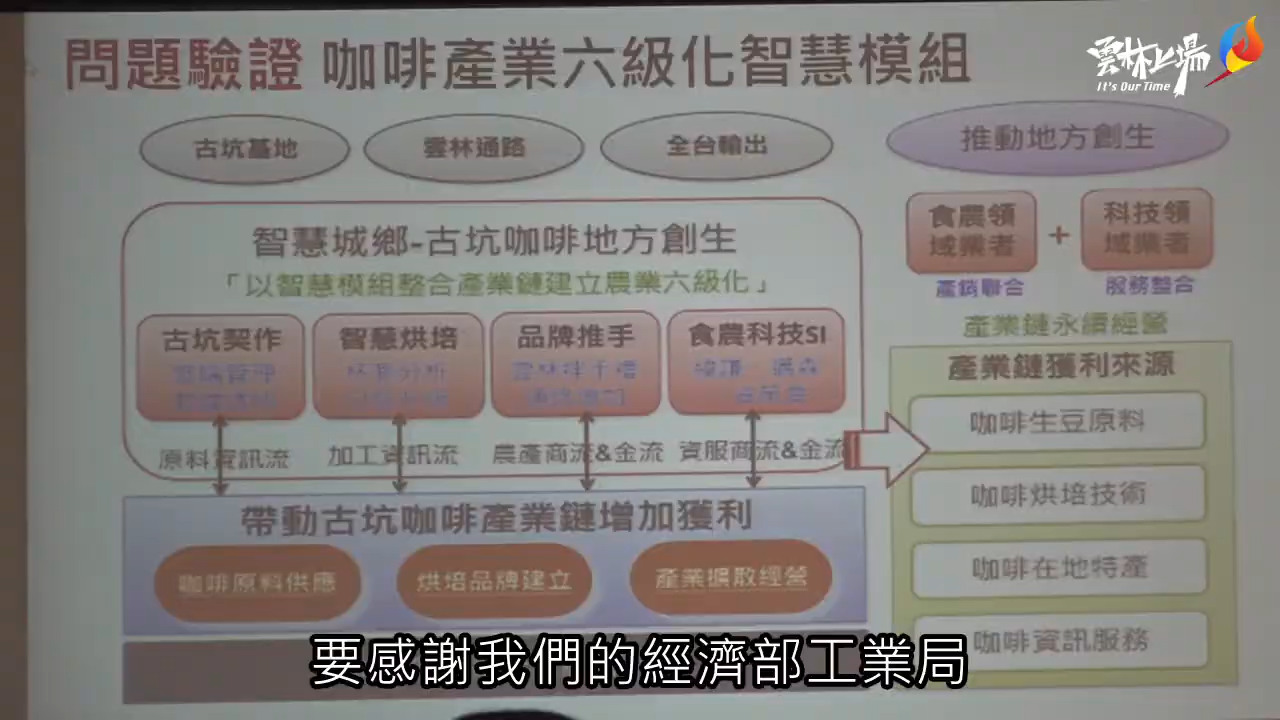 問題驗證 咖啡產業六級化智慧模組
雲林上場
It's Our Time
古坑基地
雲林通路
全台輸出
推動地方創生
智慧城鄉-古坑咖啡地方創生
「以智慧模組整合產業鏈建立農業六級化」
食農領
域業者
+
科技領
域業者
產銷聯合
服務整合
產業鏈永續經營
古坑契作
智慧烘培
杯測分析
品牌推手
食農科技SI
原料資訊流
加工資訊流
農產商流&金流
資服商流&金流
產業鏈獲利來源
咖啡生豆原料
咖啡烘培技術
咖啡在地特產
咖啡資訊服務
帶動古坑咖啡產業鏈增加獲利
咖啡原料供應
烘培品牌建立
產業擴散經營
要感謝我們的經濟部工業局